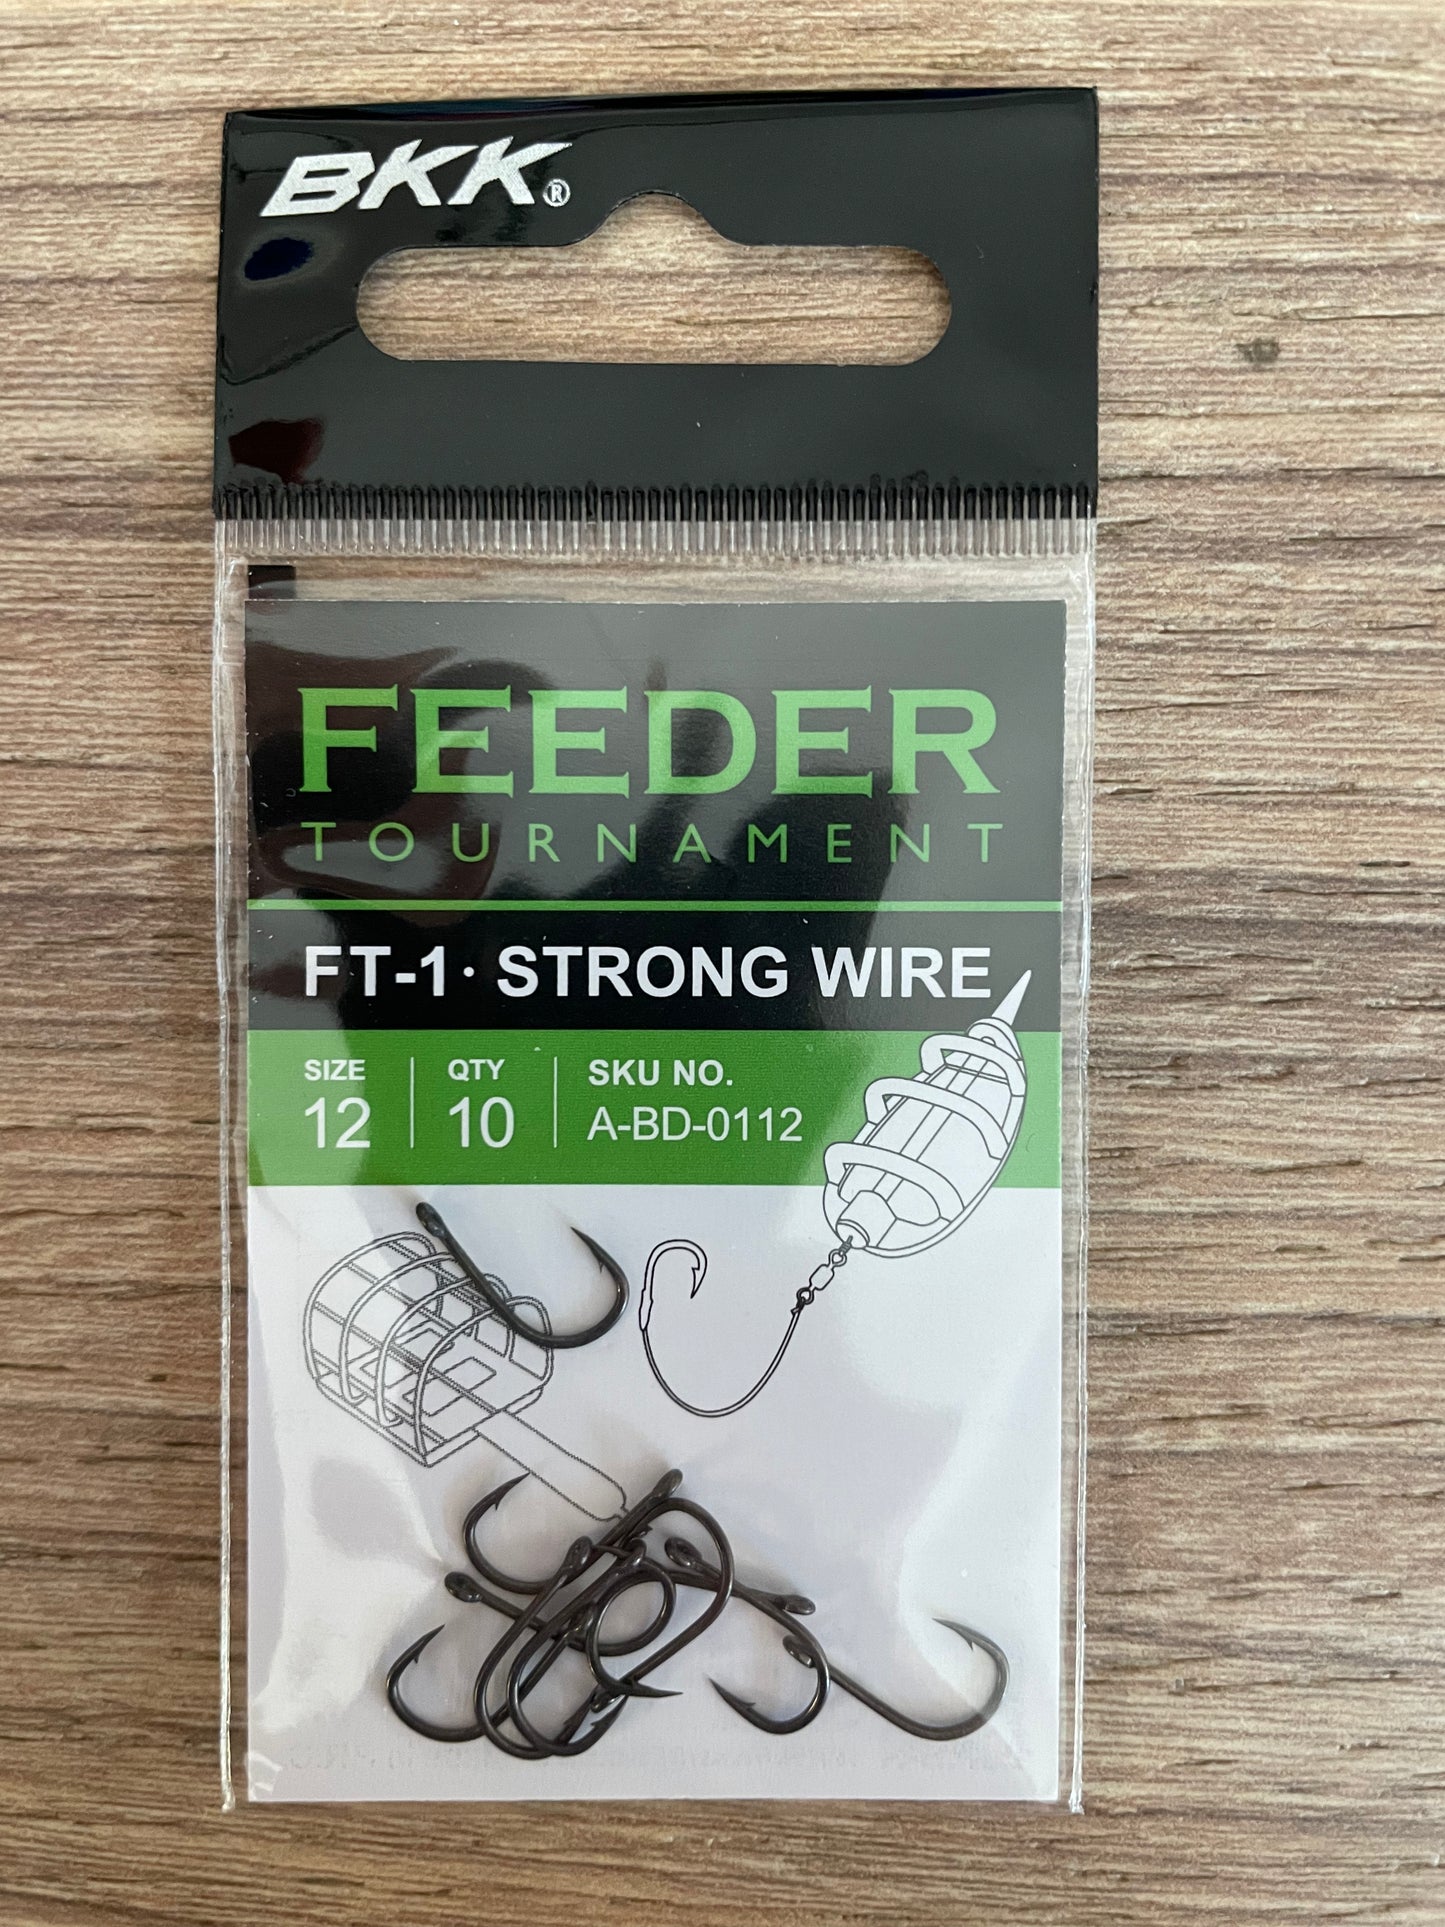 BKK®
FEEDER
TOURNAMENT
FT-1 · STRONG WIRE
SIZE QTY SKU NO.
12 10 A-BD-0112